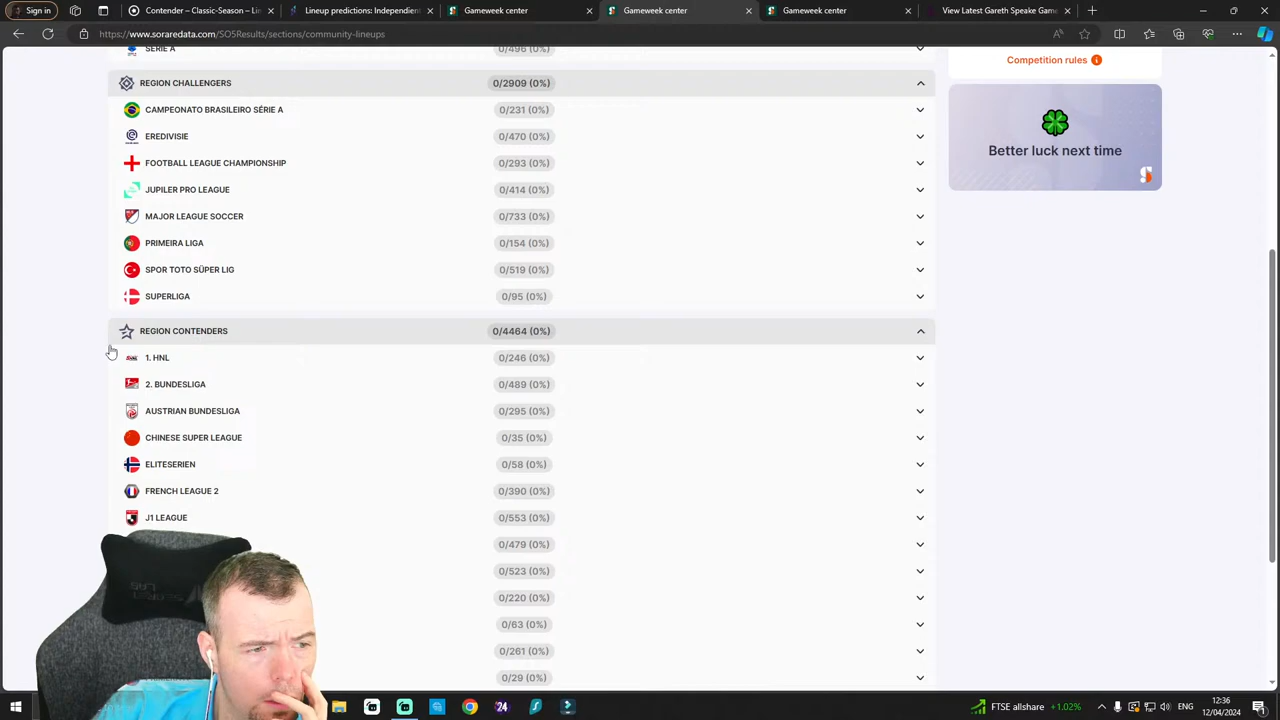 Sign in
Contender – Classic-Season – Lin
Lineup predictions: Independien
Gameweek center
Gameweek center
Gameweek center
View Latest Gareth Speake Gam
https://www.soraredata.com/SO5Results/sections/community-lineups
SERIE A 0/496 (0%)
Competition rules
REGION CHALLENGERS 0/2909 (0%)
CAMPEONATO BRASILEIRO SÉRIE A 0/231 (0%)
EREDIVISIE 0/470 (0%)
FOOTBALL LEAGUE CHAMPIONSHIP 0/293 (0%)
JUPILER PRO LEAGUE 0/414 (0%)
MAJOR LEAGUE SOCCER 0/733 (0%)
PRIMEIRA LIGA 0/154 (0%)
SPOR TOTO SÜPER LIG 0/519 (0%)
SUPERLIGA 0/95 (0%)
Better luck next time
REGION CONTENDERS 0/4464 (0%)
1. HNL 0/246 (0%)
2. BUNDESLIGA 0/489 (0%)
AUSTRIAN BUNDESLIGA 0/295 (0%)
CHINESE SUPER LEAGUE 0/35 (0%)
ELITESERIEN 0/58 (0%)
FRENCH LEAGUE 2 0/390 (0%)
J1 LEAGUE 0/553 (0%)
0/479 (0%)
0/523 (0%)
0/220 (0%)
0/63 (0%)
0/261 (0%)
0/29 (0%)
FTSE allshare +1.02%
12:36
12/04/2024